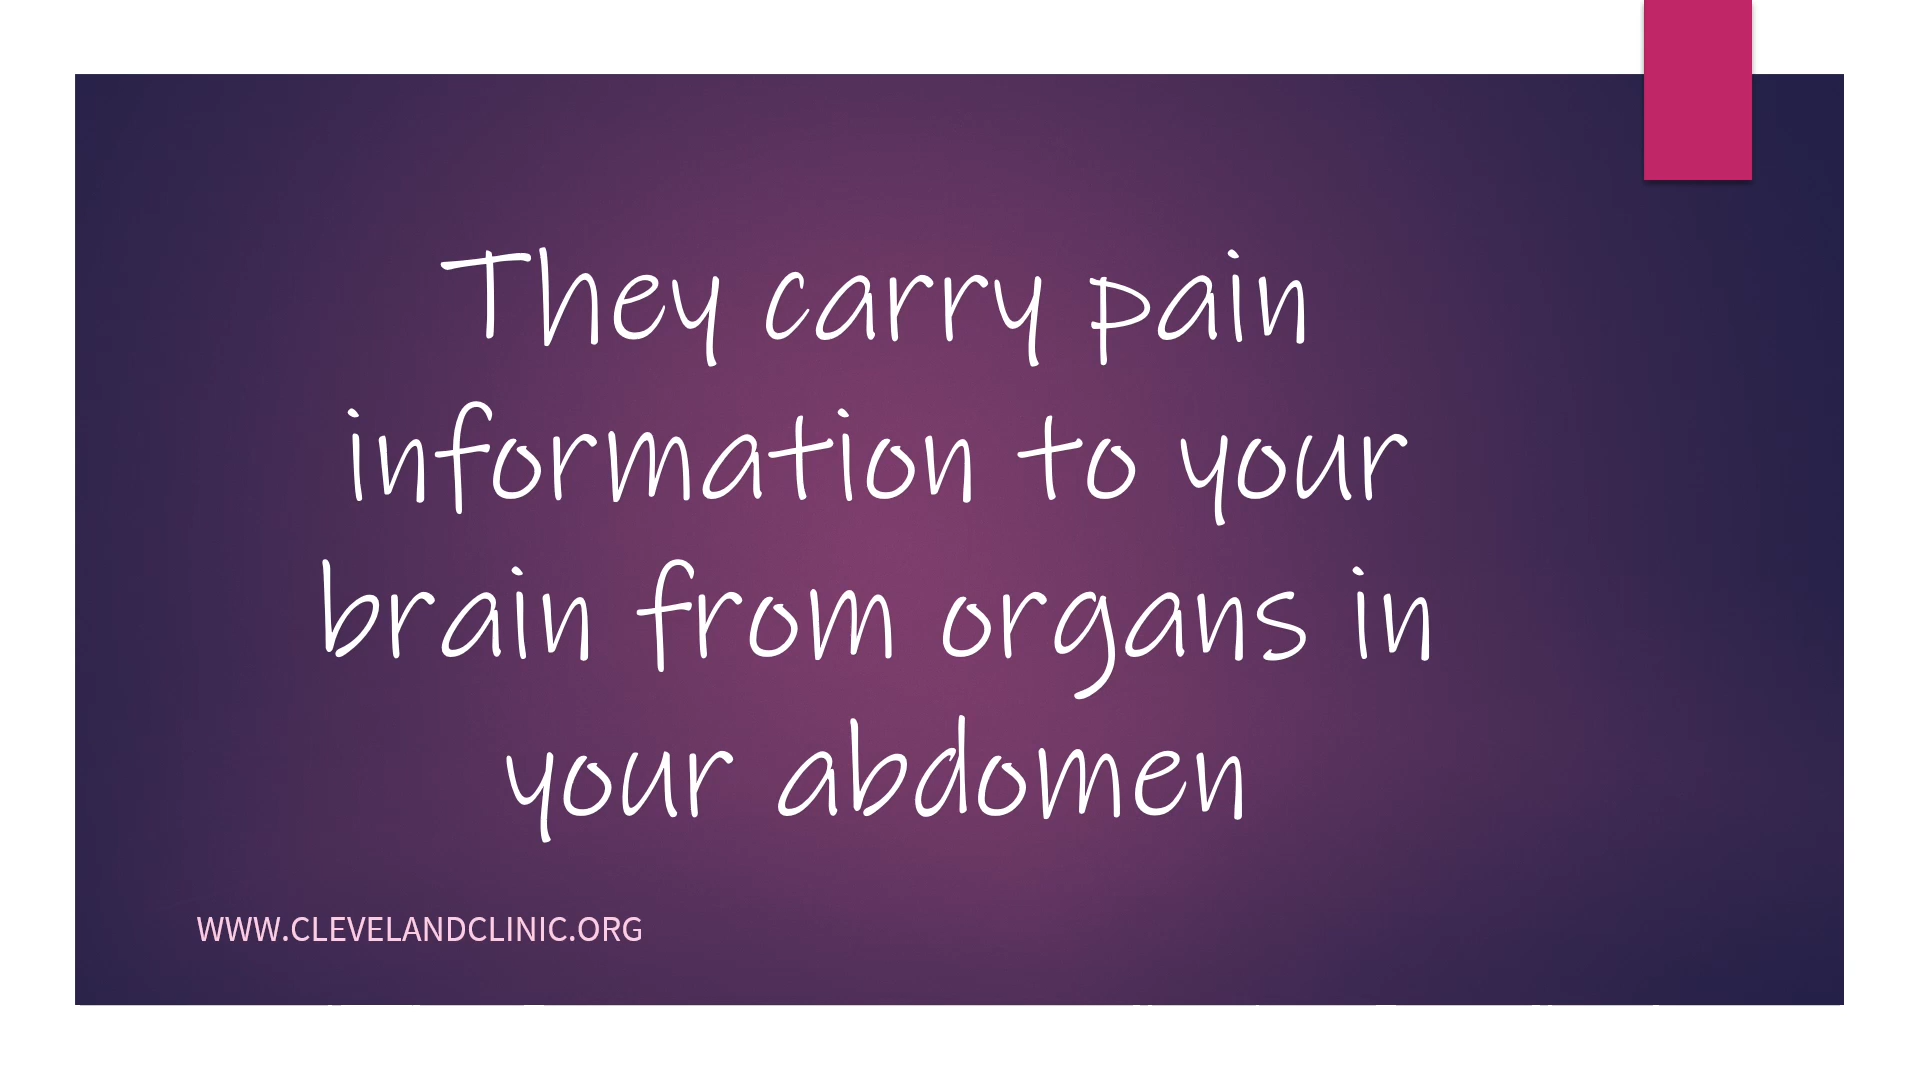 They carry pain
information to your
brain from organs in
your abdomen
WWW.CLEVELANDCLINIC.ORG